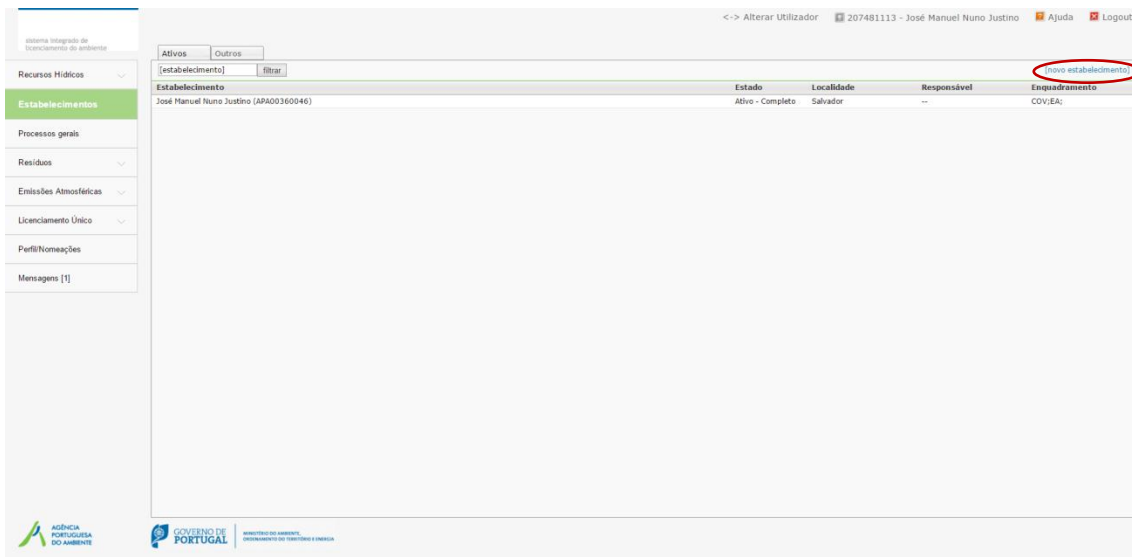 <-> Alterar Utilizador 207481113 - José Manuel Nuno Justino Ajuda Logout
sistema integrado de
licenciamento do ambiente
Ativos Outros
[estabelecimento] filtrar [novo estabelecimento]
Estabelecimento Estado Localidade Responsável Enquadramento
José Manuel Nuno Justino (APA00360046) Ativo - Completo Salvador -- COV;EA;
Recursos Hídricos
Estabelecimentos
Processos gerais
Resíduos
Emissões Atmosféricas
Licenciamento Único
Perfil/Nomeações
Mensagens [1]
AGÊNCIA
PORTUGUESA
DO AMBIENTE
GOVERNO DE
PORTUGAL
MINISTÉRIO DO AMBIENTE,
ORDENAMENTO DO TERRITÓRIO E ENERGIA